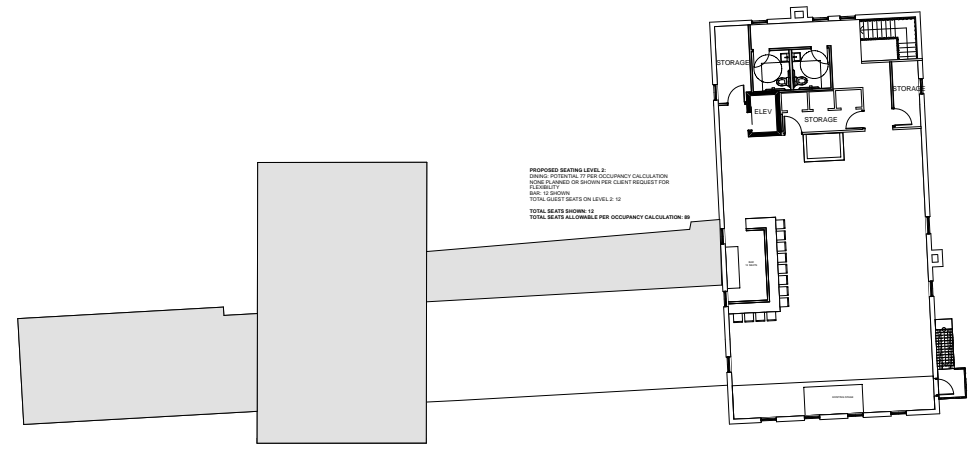 STORAGE
STORAGE
ELEV
STORAGE
PROPOSED SEATING LEVEL 2:
DINING: POTENTIAL 77 PER OCCUPANCY CALCULATION
NONE PLANNED OR SHOWN PER CLIENT REQUEST FOR
FLEXIBILITY
BAR: 12 SHOWN
TOTAL GUEST SEATS ON LEVEL 2: 12
TOTAL SEATS SHOWN: 12
TOTAL SEATS ALLOWABLE PER OCCUPANCY CALCULATION: 89
BAR